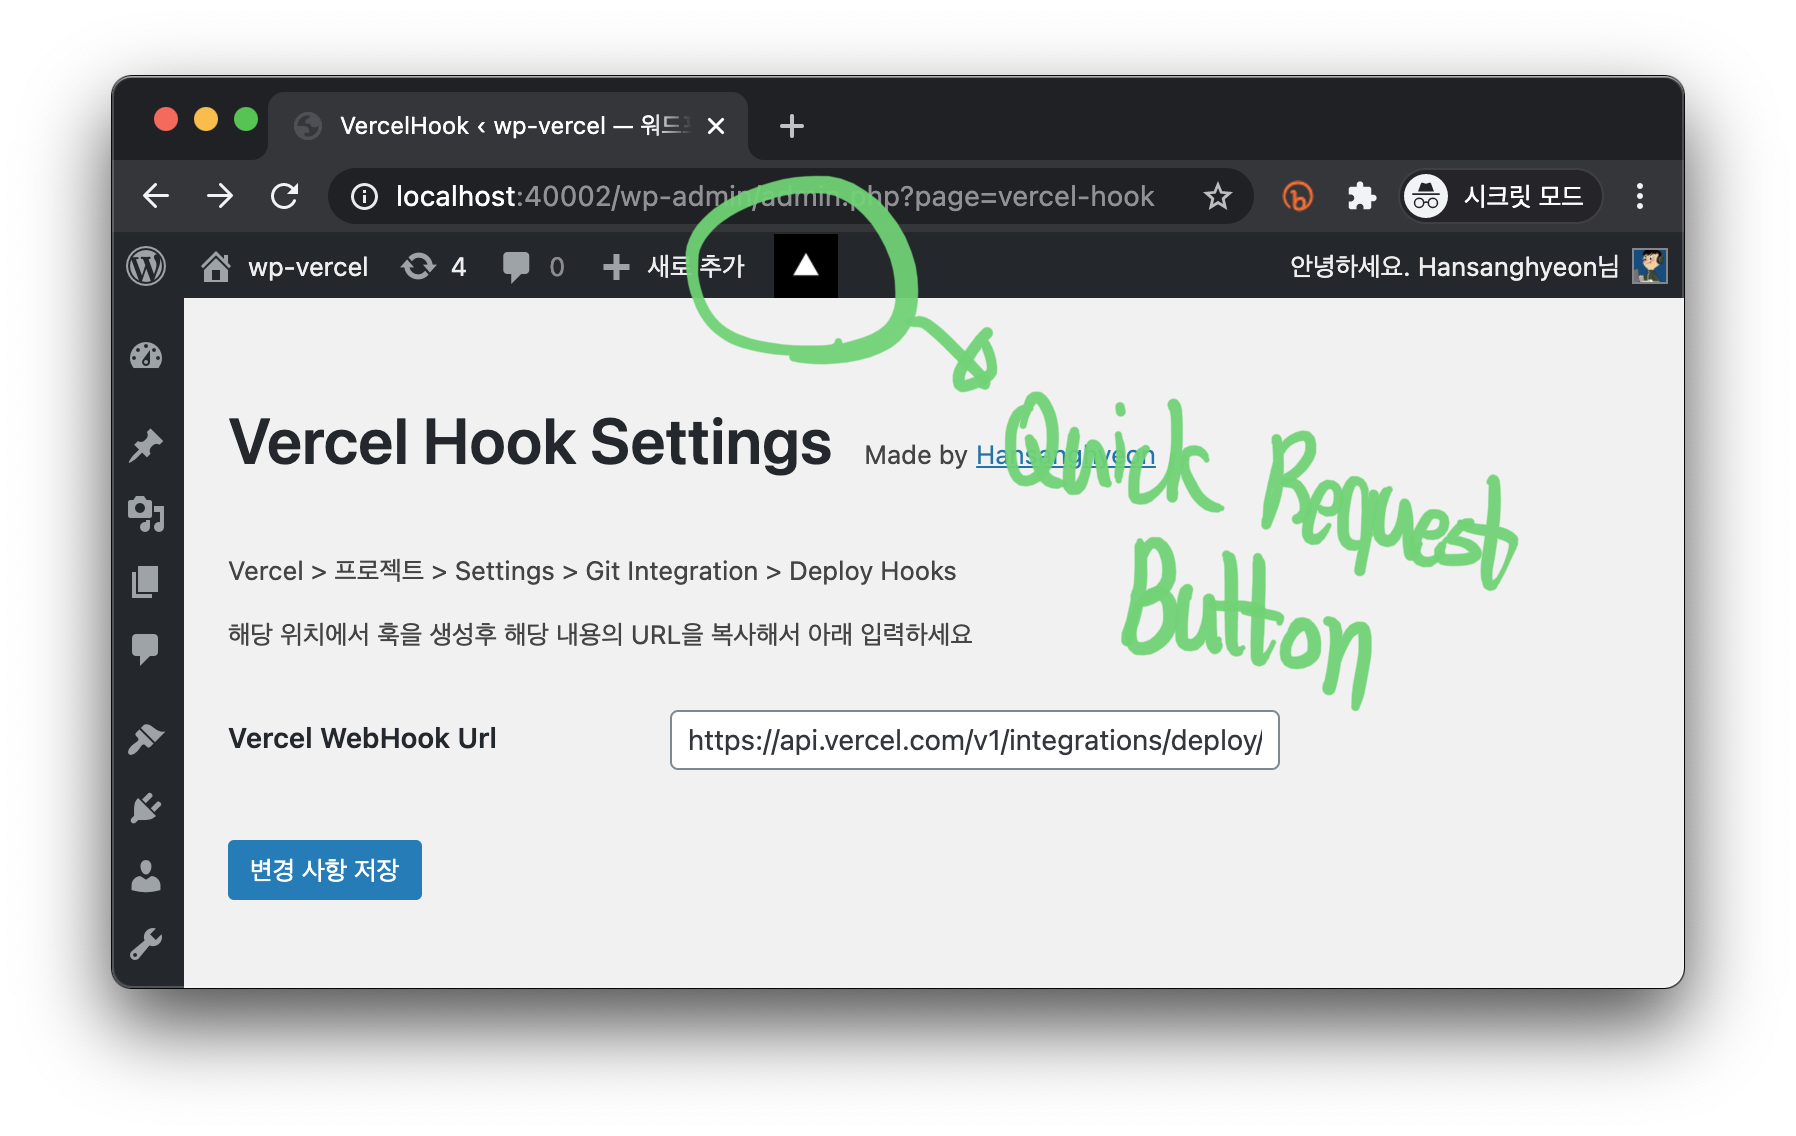 VercelHook ‹ wp-vercel — 워드
localhost:40002/wp-admin/admin.php?page=vercel-hook
시크릿 모드
wp-vercel 4 0 새로 추가
안녕하세요. Hansanghyeon님
Vercel Hook Settings Made by Hansanghyeon
Quick Request
Button
Vercel > 프로젝트 > Settings > Git Integration > Deploy Hooks
해당 위치에서 훅을 생성후 해당 내용의 URL을 복사해서 아래 입력하세요
Vercel WebHook Url https://api.vercel.com/v1/integrations/deploy/
변경 사항 저장